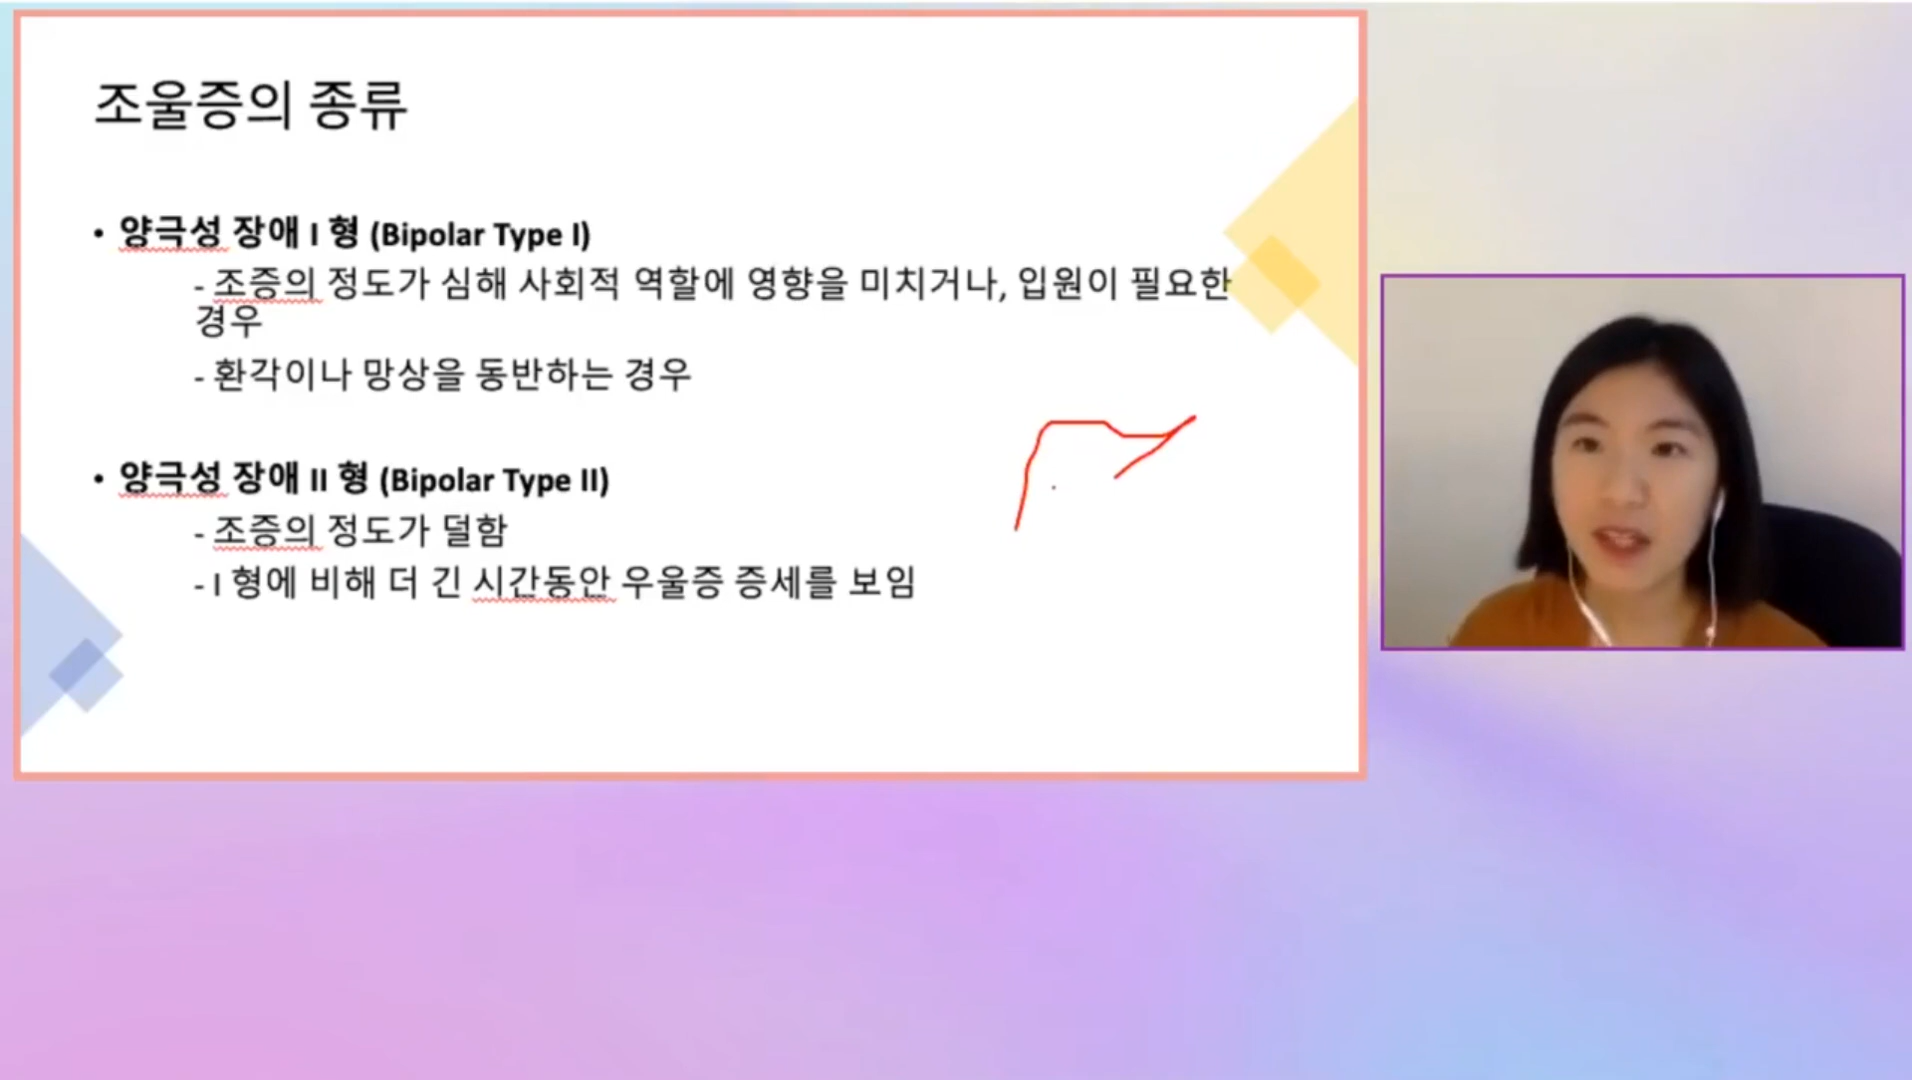 조울증의 종류
• 양극성 장애 I 형 (Bipolar Type I)
- 조증의 정도가 심해 사회적 역할에 영향을 미치거나, 입원이 필요한
경우
- 환각이나 망상을 동반하는 경우
• 양극성 장애 II 형 (Bipolar Type II)
- 조증의 정도가 덜함
- I 형에 비해 더 긴 시간동안 우울증 증세를 보임